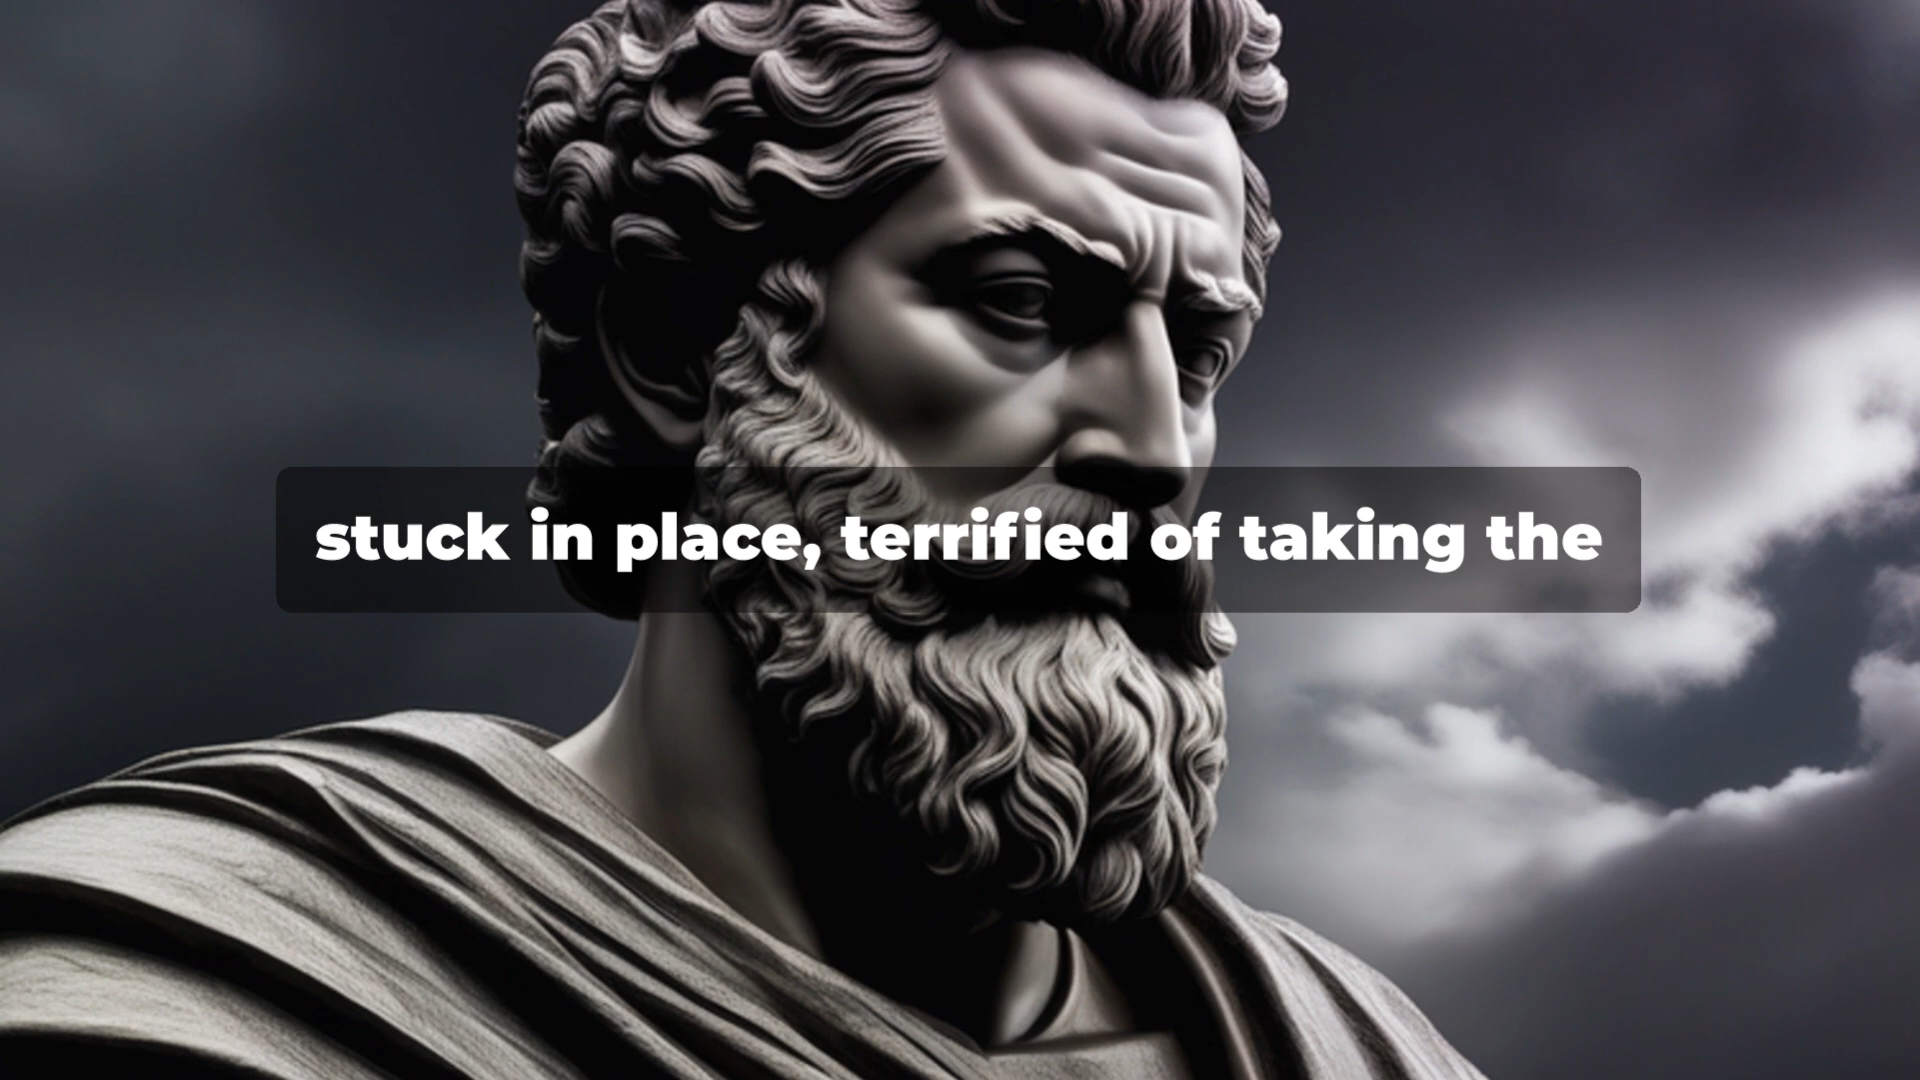 stuck in place, terrified of taking the